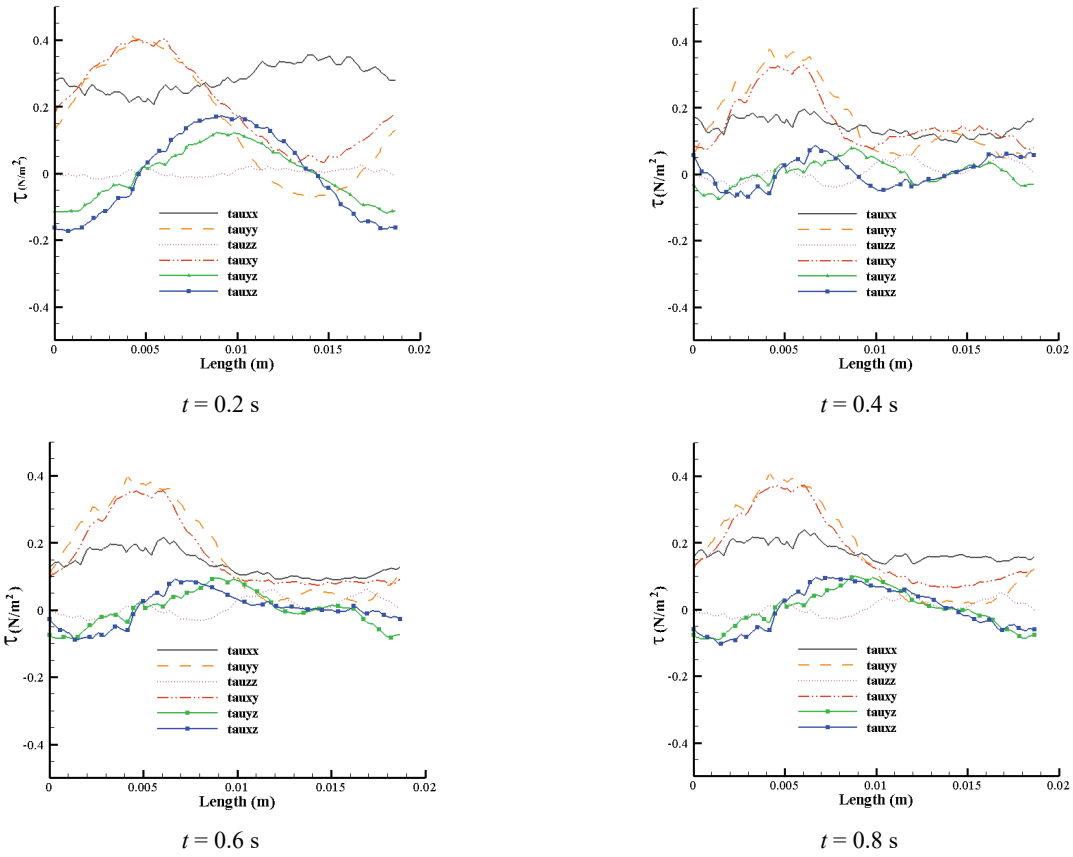 0.4
0.2
0
-0.2
-0.4
τ (N/m²)
tauxx
tauyy
tauzz
tauxy
tauyz
tauxz
0 0.005 0.01 0.015 0.02
Length (m)
t = 0.2 s
0.4
0.2
0
-0.2
-0.4
τ (N/m²)
tauxx
tauyy
tauzz
tauxy
tauyz
tauxz
0 0.005 0.01 0.015 0.02
Length (m)
t = 0.4 s
0.4
0.2
0
-0.2
-0.4
τ (N/m²)
tauxx
tauyy
tauzz
tauxy
tauyz
tauxz
0 0.005 0.01 0.015 0.02
Length (m)
t = 0.6 s
0.4
0.2
0
-0.2
-0.4
τ (N/m²)
tauxx
tauyy
tauzz
tauxy
tauyz
tauxz
0 0.005 0.01 0.015 0.02
Length (m)
t = 0.8 s